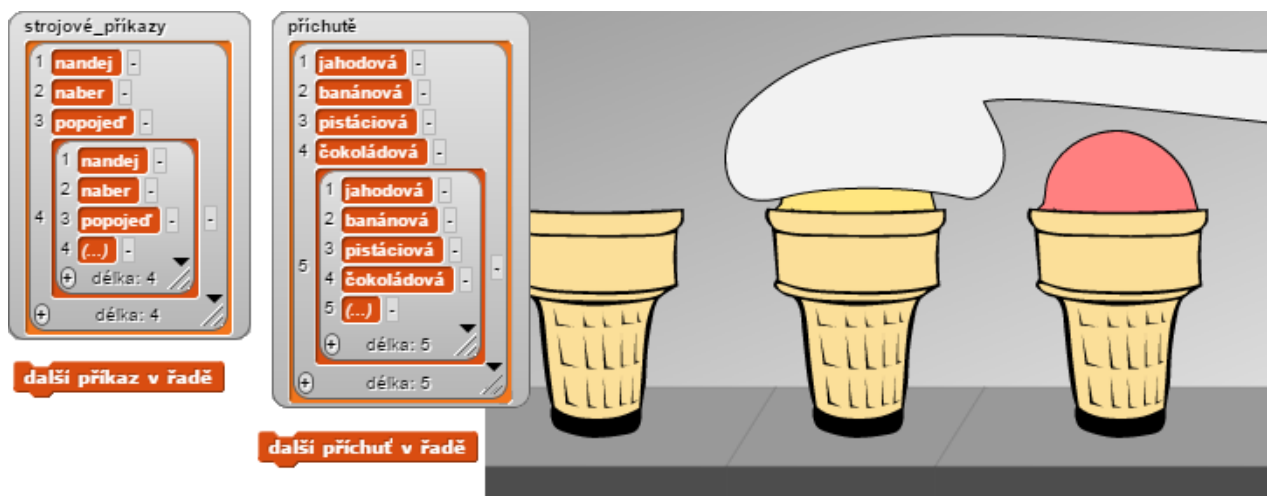 strojové_příkazy
1 nandej -
2 naber -
3 popojeď -
4
1 nandej -
2 naber -
3 popojeď -
4 (...) -
+ délka: 4
-
+ délka: 4
další příkaz v řadě
příchutě
1 jahodová -
2 banánová -
3 pistáciová -
4 čokoládová -
5
1 jahodová -
2 banánová -
3 pistáciová -
4 čokoládová -
5 (...) -
+ délka: 5
-
+ délka: 5
další příchuť v řadě